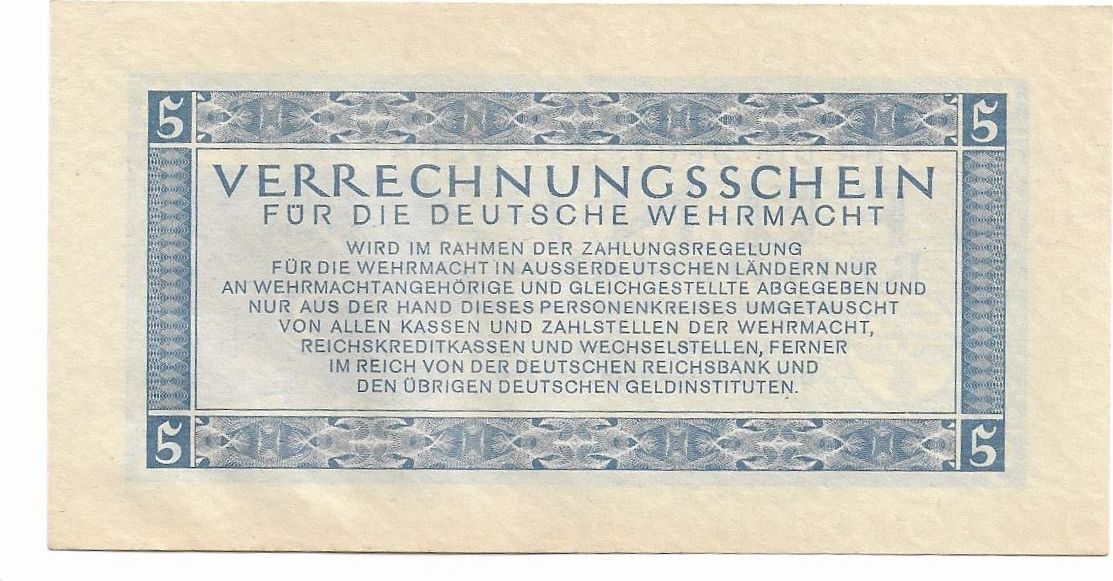 5 5
VERRECHNUNGSSCHEIN
FÜR DIE DEUTSCHE WEHRMACHT
WIRD IM RAHMEN DER ZAHLUNGSREGELUNG
FÜR DIE WEHRMACHT IN AUSSERDEUTSCHEN LÄNDERN NUR
AN WEHRMACHTANGEHÖRIGE UND GLEICHGESTELLTE ABGEGEBEN UND
NUR AUS DER HAND DIESES PERSONENKREISES UMGETAUSCHT
VON ALLEN KASSEN UND ZAHLSTELLEN DER WEHRMACHT,
REICHSKREDITKASSEN UND WECHSELSTELLEN, FERNER
IM REICH VON DER DEUTSCHEN REICHSBANK UND
DEN ÜBRIGEN DEUTSCHEN GELDINSTITUTEN.
5 5